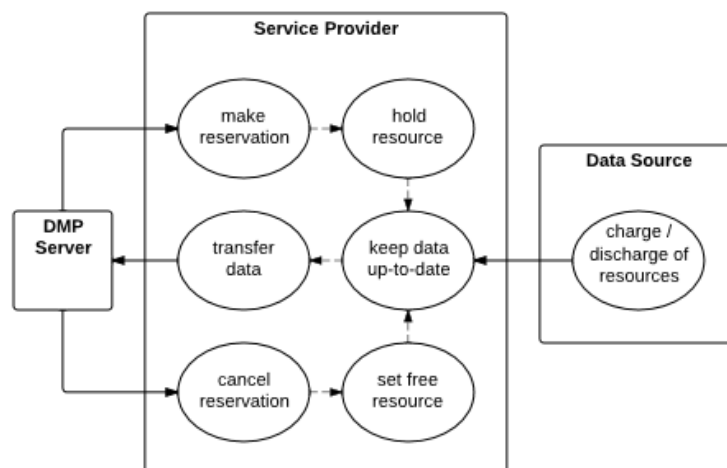 Service Provider
make
reservation
hold
resource
Data Source
DMP
Server
transfer
data
keep data
up-to-date
charge /
discharge of
resources
cancel
reservation
set free
resource